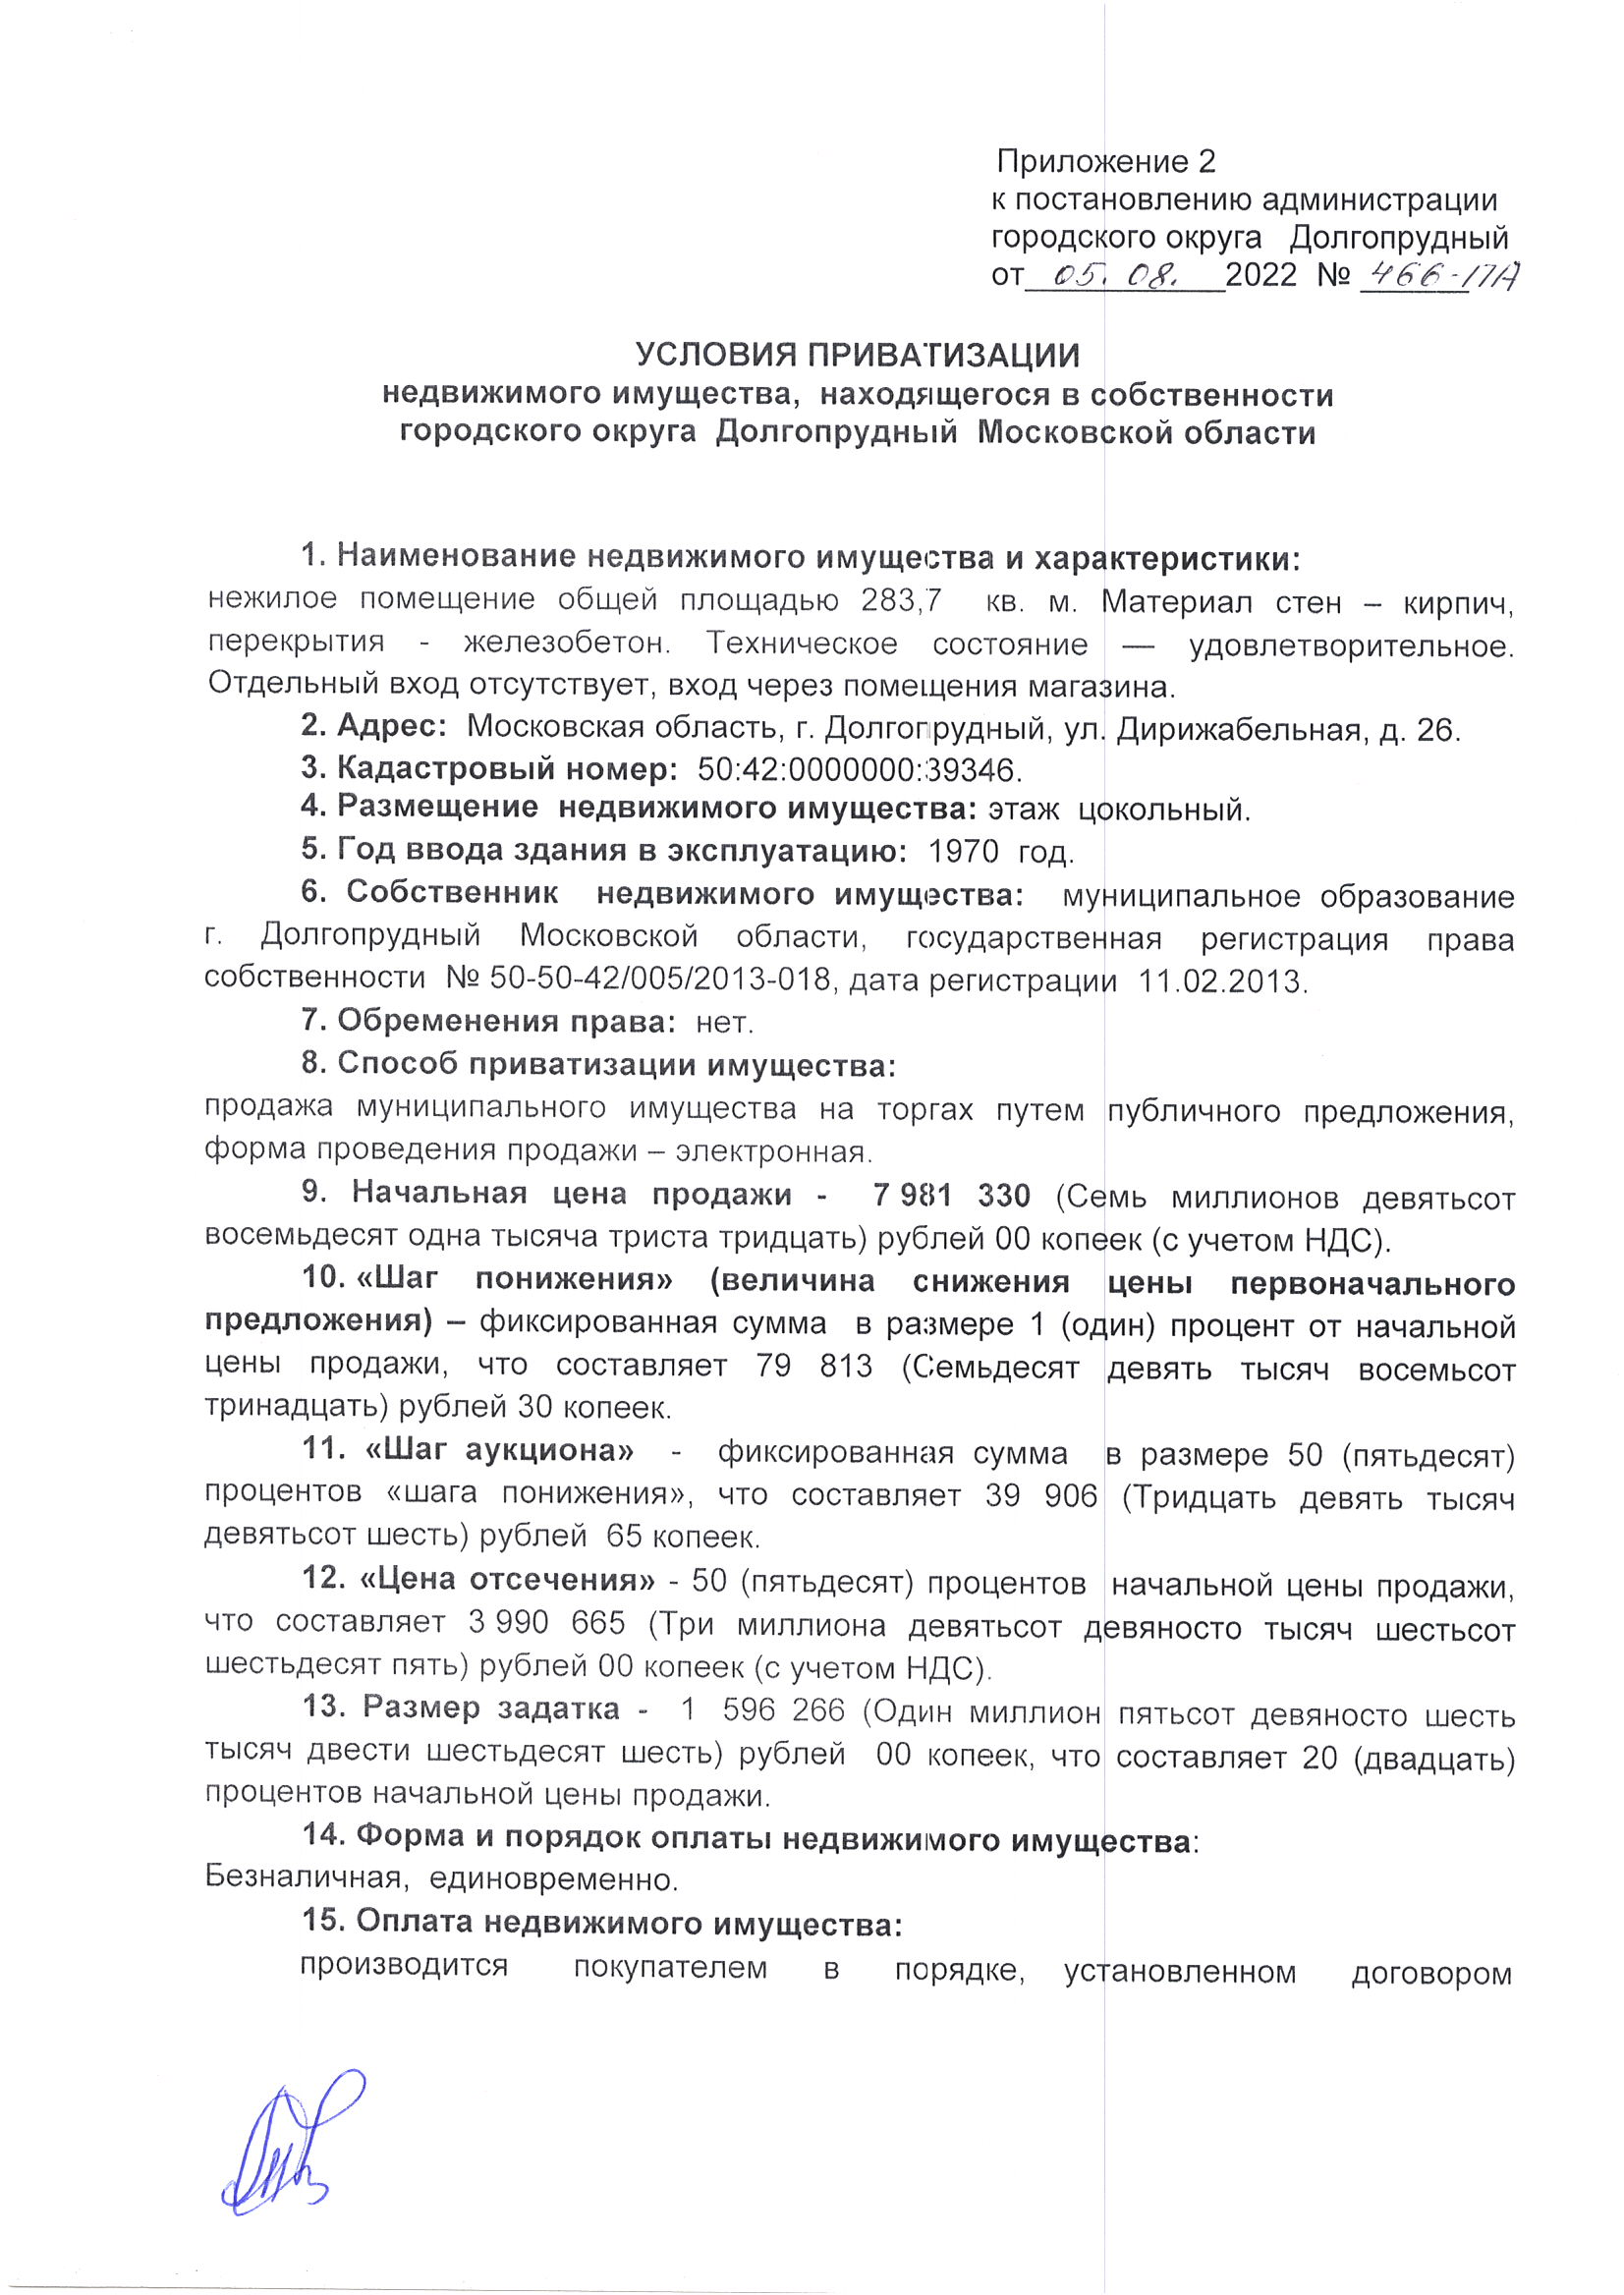 Приложение 2
к постановлению администрации
городского округа Долгопрудный
от 05. 08. 2022 № 466-ПА
УСЛОВИЯ ПРИВАТИЗАЦИИ
недвижимого имущества, находящегося в собственности
городского округа Долгопрудный Московской области
1. Наименование недвижимого имущества и характеристики:
нежилое помещение общей площадью 283,7 кв. м. Материал стен – кирпич,
перекрытия - железобетон. Техническое состояние — удовлетворительное.
Отдельный вход отсутствует, вход через помещения магазина.
2. Адрес: Московская область, г. Долгопрудный, ул. Дирижабельная, д. 26.
3. Кадастровый номер: 50:42:0000000:39346.
4. Размещение недвижимого имущества: этаж цокольный.
5. Год ввода здания в эксплуатацию: 1970 год.
6. Собственник недвижимого имущества: муниципальное образование
г. Долгопрудный Московской области, государственная регистрация права
собственности № 50-50-42/005/2013-018, дата регистрации 11.02.2013.
7. Обременения права: нет.
8. Способ приватизации имущества:
продажа муниципального имущества на торгах путем публичного предложения,
форма проведения продажи – электронная.
9. Начальная цена продажи - 7 981 330 (Семь миллионов девятьсот
восемьдесят одна тысяча триста тридцать) рублей 00 копеек (с учетом НДС).
10. «Шаг понижения» (величина снижения цены первоначального
предложения) – фиксированная сумма в размере 1 (один) процент от начальной
цены продажи, что составляет 79 813 (Семьдесят девять тысяч восемьсот
тринадцать) рублей 30 копеек.
11. «Шаг аукциона» - фиксированная сумма в размере 50 (пятьдесят)
процентов «шага понижения», что составляет 39 906 (Тридцать девять тысяч
девятьсот шесть) рублей 65 копеек.
12. «Цена отсечения» - 50 (пятьдесят) процентов начальной цены продажи,
что составляет 3 990 665 (Три миллиона девятьсот девяносто тысяч шестьсот
шестьдесят пять) рублей 00 копеек (с учетом НДС).
13. Размер задатка - 1 596 266 (Один миллион пятьсот девяносто шесть
тысяч двести шестьдесят шесть) рублей 00 копеек, что составляет 20 (двадцать)
процентов начальной цены продажи.
14. Форма и порядок оплаты недвижимого имущества:
Безналичная, единовременно.
15. Оплата недвижимого имущества:
производится покупателем в порядке, установленном договором